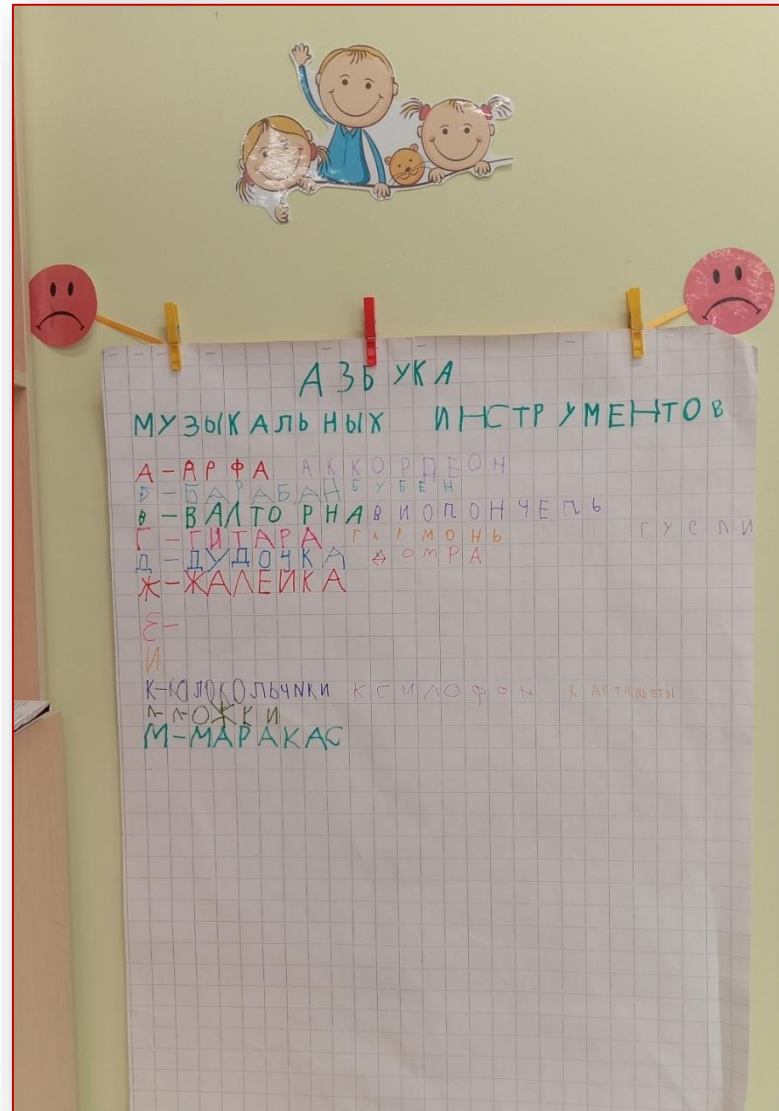 АЗБУКА
МУЗЫКАЛЬНЫХ ИНСТРУМЕНТОВ
А-АРФА АККОРДЕОН
Б-БАРАБАН БУБЕН
В-ВАЛТОРНА ВИОЛОНЧЕЛЬ
Г-ГИТАРА ГАРМОНЬ ГУСЛИ
Д-ДУДОЧКА ДОМРА
Ж-ЖАЛЕЙКА
З-
И
К-КОЛОКОЛЬЧИКИ КСИЛОФОН КАСТАНЬЕТЫ
Л-ЛОЖКИ
М-МАРАКАС